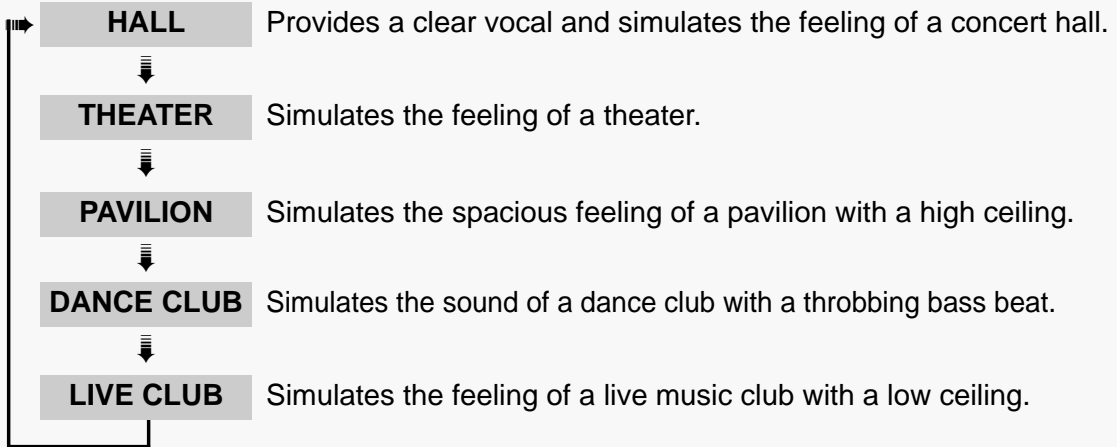 HALL Provides a clear vocal and simulates the feeling of a concert hall.
THEATER Simulates the feeling of a theater.
PAVILION Simulates the spacious feeling of a pavilion with a high ceiling.
DANCE CLUB Simulates the sound of a dance club with a throbbing bass beat.
LIVE CLUB Simulates the feeling of a live music club with a low ceiling.